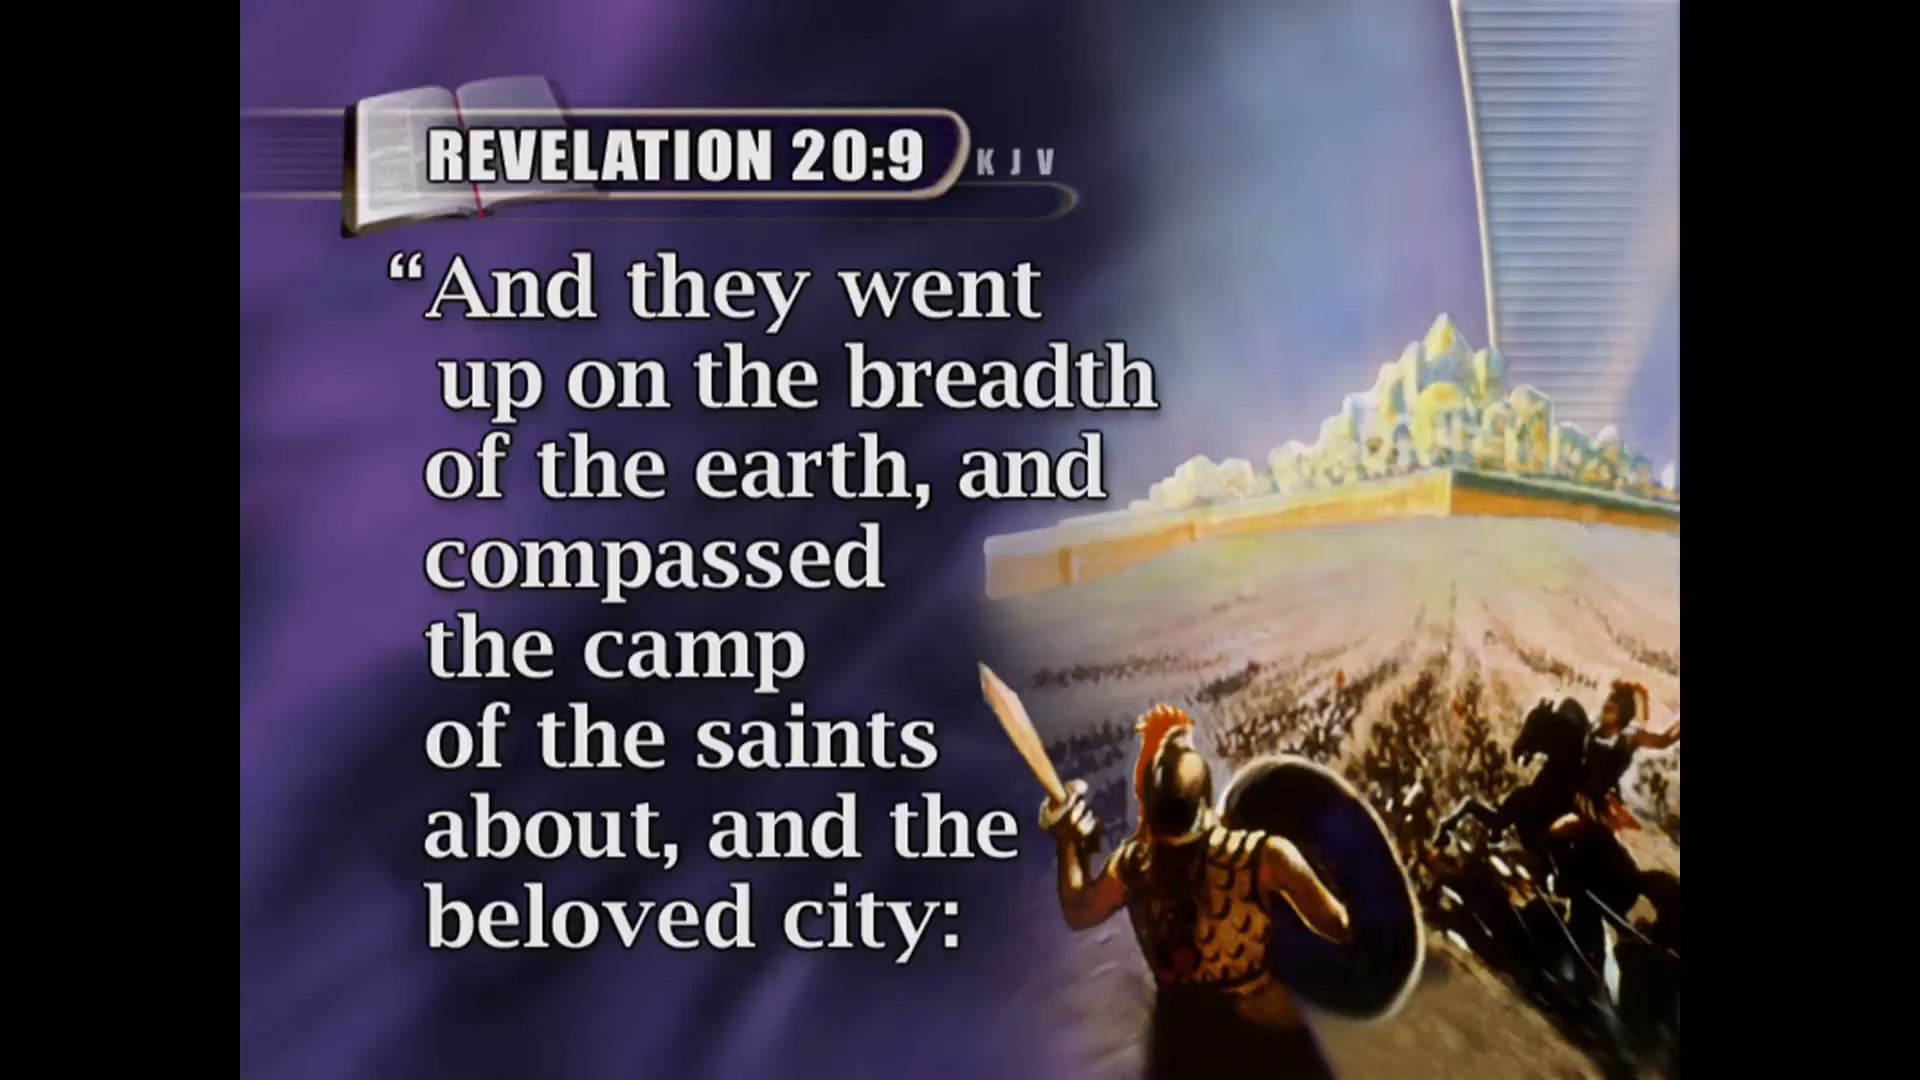 REVELATION 20:9 KJV
“And they went
up on the breadth
of the earth, and
compassed
the camp
of the saints
about, and the
beloved city: